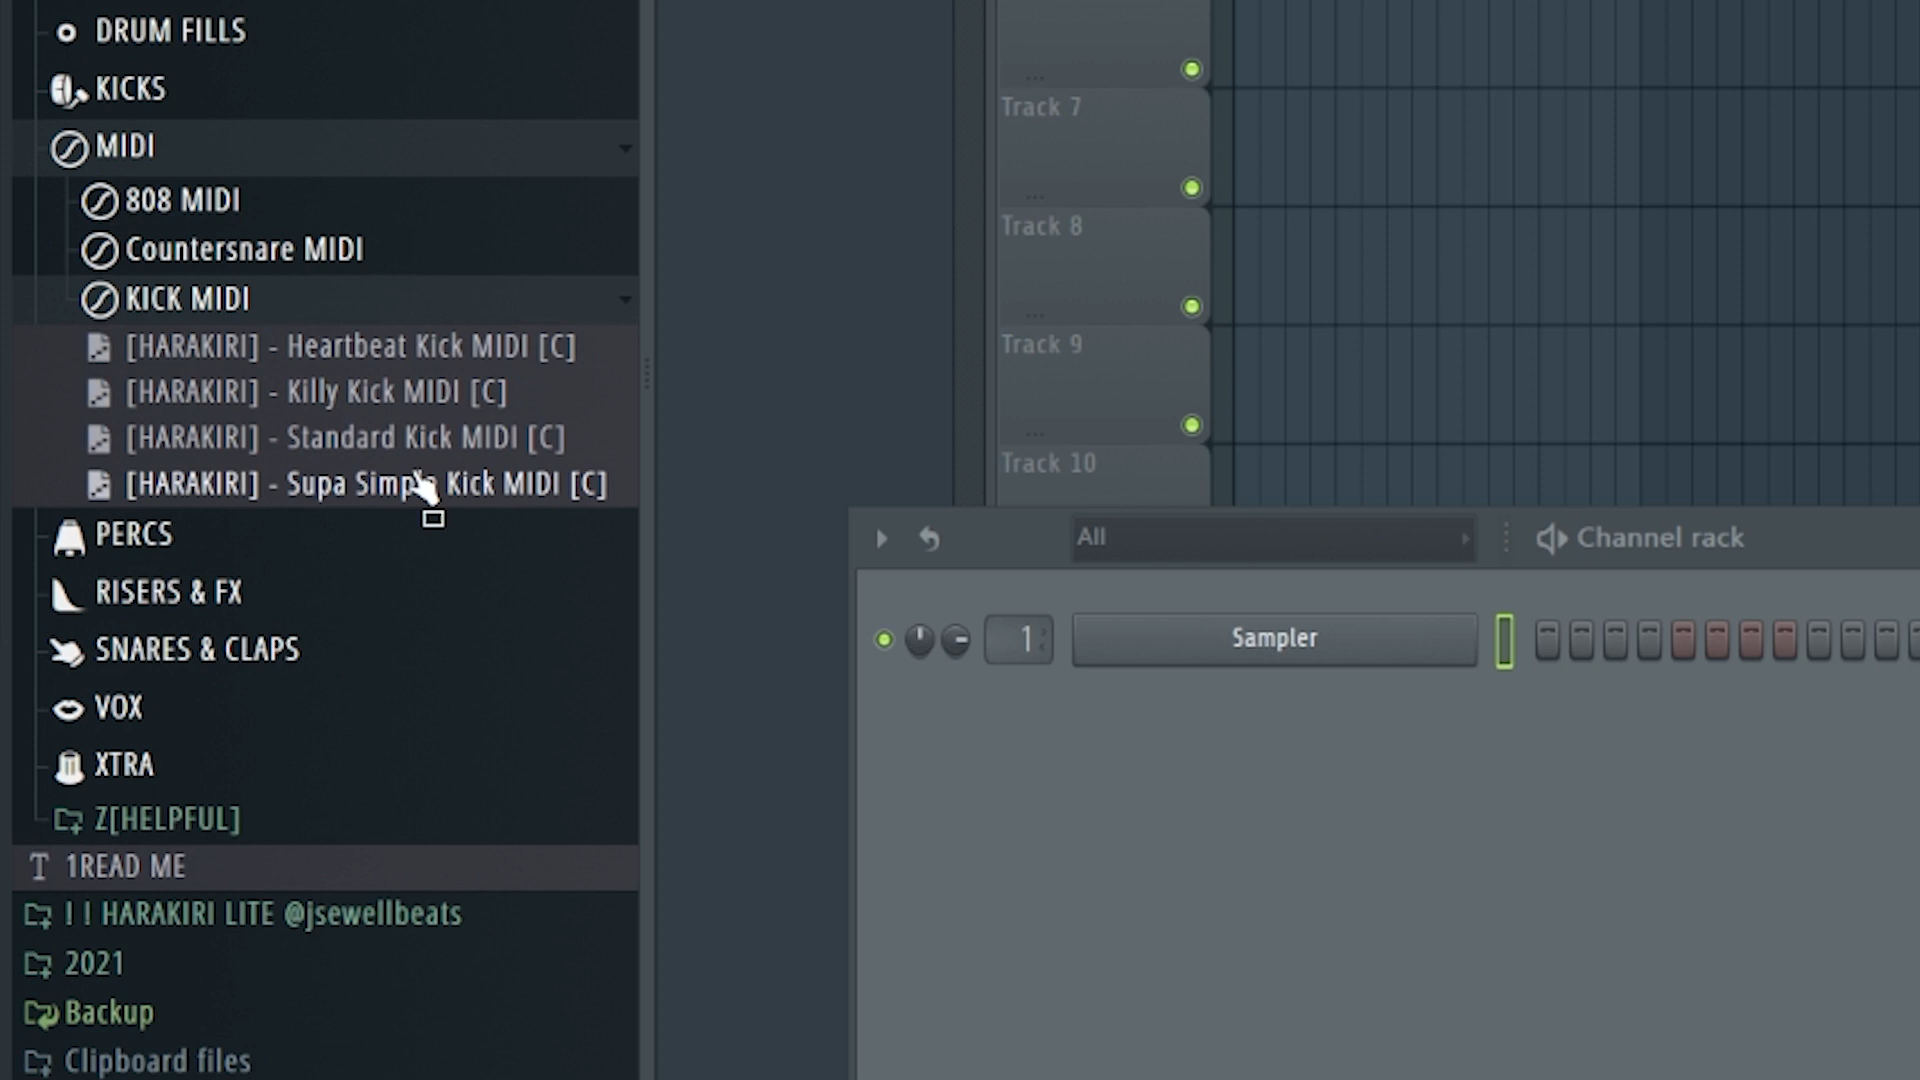 DRUM FILLS
KICKS
MIDI
808 MIDI
Countersnare MIDI
KICK MIDI
[HARAKIRI] - Heartbeat Kick MIDI [C]
[HARAKIRI] - Killy Kick MIDI [C]
[HARAKIRI] - Standard Kick MIDI [C]
[HARAKIRI] - Supa Simple Kick MIDI [C]
PERCS
RISERS & FX
SNARES & CLAPS
VOX
XTRA
Z[HELPFUL]
1READ ME
! ! HARAKIRI LITE @jsewellbeats
2021
Backup
Clipboard files
...
Track 7
...
Track 8
...
Track 9
...
Track 10
All
Channel rack
1
Sampler